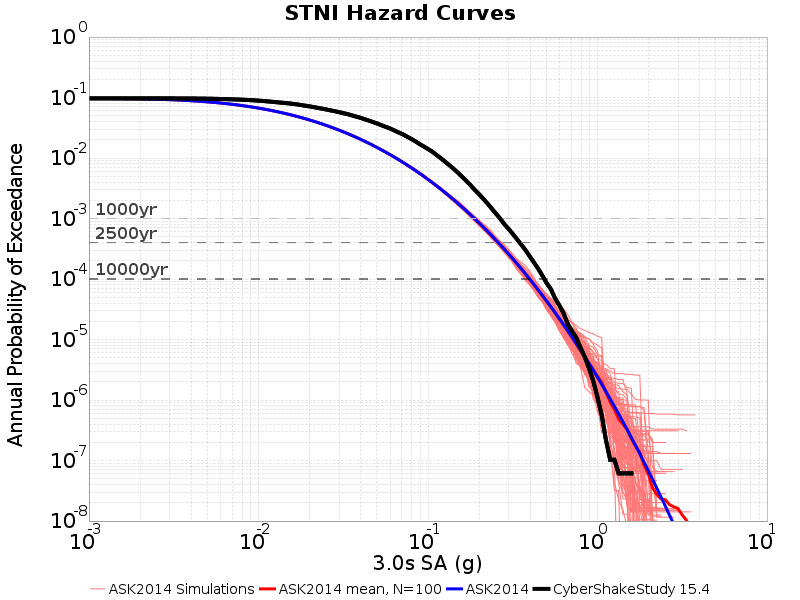 STNI Hazard Curves
Annual Probability of Exceedance
10^0
10^-1
10^-2
10^-3
10^-4
10^-5
10^-6
10^-7
10^-8
1000yr
2500yr
10000yr
10^-3 10^-2 10^-1 10^0 10^1
3.0s SA (g)
ASK2014 Simulations ASK2014 mean, N=100 ASK2014 CyberShakeStudy 15.4